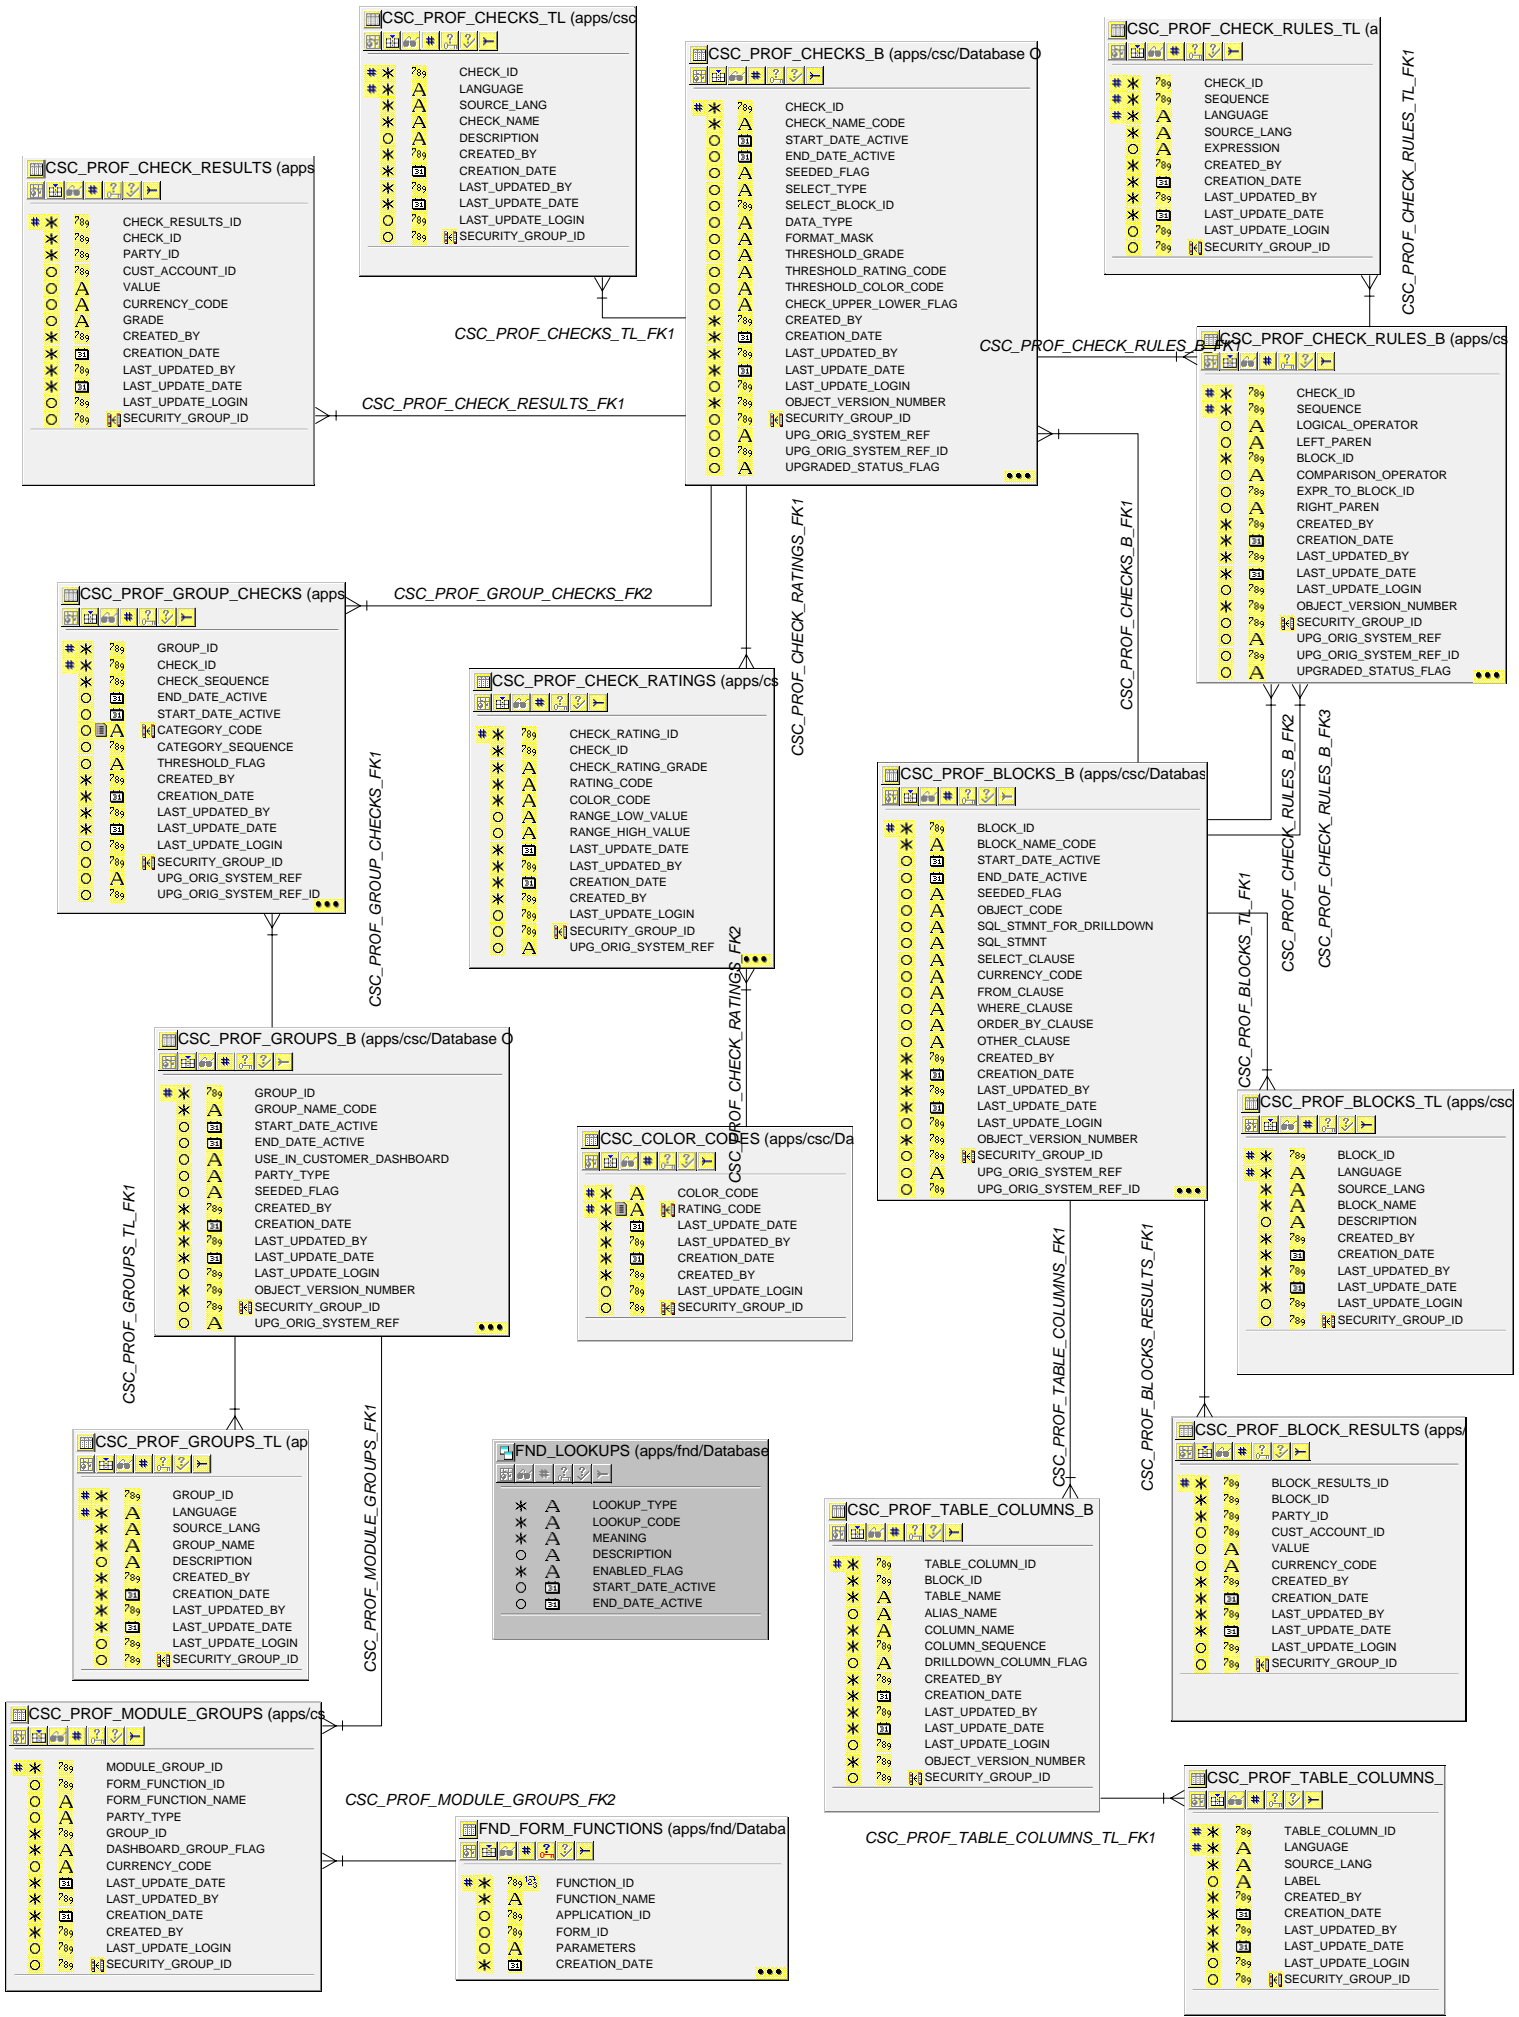 CSC_PROF_CHECKS_TL (apps/csc
CHECK_ID
LANGUAGE
SOURCE_LANG
CHECK_NAME
DESCRIPTION
CREATED_BY
CREATION_DATE
LAST_UPDATED_BY
LAST_UPDATE_DATE
LAST_UPDATE_LOGIN
SECURITY_GROUP_ID
CSC_PROF_CHECKS_B (apps/csc/Database O
CHECK_ID
CHECK_NAME_CODE
START_DATE_ACTIVE
END_DATE_ACTIVE
SEEDED_FLAG
SELECT_TYPE
SELECT_BLOCK_ID
DATA_TYPE
FORMAT_MASK
THRESHOLD_GRADE
THRESHOLD_RATING_CODE
THRESHOLD_COLOR_CODE
CHECK_UPPER_LOWER_FLAG
CREATED_BY
CREATION_DATE
LAST_UPDATED_BY
LAST_UPDATE_DATE
LAST_UPDATE_LOGIN
OBJECT_VERSION_NUMBER
SECURITY_GROUP_ID
UPG_ORIG_SYSTEM_REF
UPG_ORIG_SYSTEM_REF_ID
UPGRADED_STATUS_FLAG
CSC_PROF_CHECK_RULES_TL (a
CHECK_ID
SEQUENCE
LANGUAGE
SOURCE_LANG
EXPRESSION
CREATED_BY
CREATION_DATE
LAST_UPDATED_BY
LAST_UPDATE_DATE
LAST_UPDATE_LOGIN
SECURITY_GROUP_ID
CSC_PROF_CHECK_RULES_TL_FK1
CSC_PROF_CHECK_RESULTS (apps
CHECK_RESULTS_ID
CHECK_ID
PARTY_ID
CUST_ACCOUNT_ID
VALUE
CURRENCY_CODE
GRADE
CREATED_BY
CREATION_DATE
LAST_UPDATED_BY
LAST_UPDATE_DATE
LAST_UPDATE_LOGIN
SECURITY_GROUP_ID
CSC_PROF_CHECKS_TL_FK1
CSC_PROF_CHECK_RESULTS_FK1
CSC_PROF_CHECK_RULES_B_FK1
CSC_PROF_CHECK_RULES_B (apps/cs
CHECK_ID
SEQUENCE
LOGICAL_OPERATOR
LEFT_PAREN
BLOCK_ID
COMPARISON_OPERATOR
EXPR_TO_BLOCK_ID
RIGHT_PAREN
CREATED_BY
CREATION_DATE
LAST_UPDATED_BY
LAST_UPDATE_DATE
LAST_UPDATE_LOGIN
OBJECT_VERSION_NUMBER
SECURITY_GROUP_ID
UPG_ORIG_SYSTEM_REF
UPG_ORIG_SYSTEM_REF_ID
UPGRADED_STATUS_FLAG
CSC_PROF_CHECK_RATINGS_FK1
CSC_PROF_CHECKS_B_FK1
CSC_PROF_GROUP_CHECKS_FK2
CSC_PROF_GROUP_CHECKS (apps
GROUP_ID
CHECK_ID
CHECK_SEQUENCE
END_DATE_ACTIVE
START_DATE_ACTIVE
CATEGORY_CODE
CATEGORY_SEQUENCE
THRESHOLD_FLAG
CREATED_BY
CREATION_DATE
LAST_UPDATED_BY
LAST_UPDATE_DATE
LAST_UPDATE_LOGIN
SECURITY_GROUP_ID
UPG_ORIG_SYSTEM_REF
UPG_ORIG_SYSTEM_REF_ID
CSC_PROF_GROUP_CHECKS_FK1
CSC_PROF_CHECK_RATINGS (apps/cs
CHECK_RATING_ID
CHECK_ID
CHECK_RATING_GRADE
RATING_CODE
COLOR_CODE
RANGE_LOW_VALUE
RANGE_HIGH_VALUE
LAST_UPDATE_DATE
LAST_UPDATED_BY
CREATION_DATE
CREATED_BY
LAST_UPDATE_LOGIN
SECURITY_GROUP_ID
UPG_ORIG_SYSTEM_REF
CSC_PROF_CHECK_RATINGS_FK2
CSC_PROF_BLOCKS_B (apps/csc/Databas
BLOCK_ID
BLOCK_NAME_CODE
START_DATE_ACTIVE
END_DATE_ACTIVE
SEEDED_FLAG
OBJECT_CODE
SQL_STMNT_FOR_DRILLDOWN
SQL_STMNT
SELECT_CLAUSE
CURRENCY_CODE
FROM_CLAUSE
WHERE_CLAUSE
ORDER_BY_CLAUSE
OTHER_CLAUSE
CREATED_BY
CREATION_DATE
LAST_UPDATED_BY
LAST_UPDATE_DATE
LAST_UPDATE_LOGIN
OBJECT_VERSION_NUMBER
SECURITY_GROUP_ID
UPG_ORIG_SYSTEM_REF
UPG_ORIG_SYSTEM_REF_ID
CSC_PROF_BLOCKS_TL_FK1
CSC_PROF_CHECK_RULES_B_FK2
CSC_PROF_CHECK_RULES_B_FK3
CSC_PROF_GROUPS_B (apps/csc/Database O
GROUP_ID
GROUP_NAME_CODE
START_DATE_ACTIVE
END_DATE_ACTIVE
USE_IN_CUSTOMER_DASHBOARD
PARTY_TYPE
SEEDED_FLAG
CREATED_BY
CREATION_DATE
LAST_UPDATED_BY
LAST_UPDATE_DATE
LAST_UPDATE_LOGIN
OBJECT_VERSION_NUMBER
SECURITY_GROUP_ID
UPG_ORIG_SYSTEM_REF
CSC_COLOR_CODES (apps/csc/Da
COLOR_CODE
RATING_CODE
LAST_UPDATE_DATE
LAST_UPDATED_BY
CREATION_DATE
CREATED_BY
LAST_UPDATE_LOGIN
SECURITY_GROUP_ID
CSC_PROF_BLOCKS_TL (apps/csc
BLOCK_ID
LANGUAGE
SOURCE_LANG
BLOCK_NAME
DESCRIPTION
CREATED_BY
CREATION_DATE
LAST_UPDATED_BY
LAST_UPDATE_DATE
LAST_UPDATE_LOGIN
SECURITY_GROUP_ID
CSC_PROF_GROUPS_TL_FK1
CSC_PROF_MODULE_GROUPS_FK1
CSC_PROF_TABLE_COLUMNS_FK1
CSC_PROF_BLOCKS_RESULTS_FK1
CSC_PROF_GROUPS_TL (ap
GROUP_ID
LANGUAGE
SOURCE_LANG
GROUP_NAME
DESCRIPTION
CREATED_BY
CREATION_DATE
LAST_UPDATED_BY
LAST_UPDATE_DATE
LAST_UPDATE_LOGIN
SECURITY_GROUP_ID
FND_LOOKUPS (apps/fnd/Database
LOOKUP_TYPE
LOOKUP_CODE
MEANING
DESCRIPTION
ENABLED_FLAG
START_DATE_ACTIVE
END_DATE_ACTIVE
CSC_PROF_TABLE_COLUMNS_B
TABLE_COLUMN_ID
BLOCK_ID
TABLE_NAME
ALIAS_NAME
COLUMN_NAME
COLUMN_SEQUENCE
DRILLDOWN_COLUMN_FLAG
CREATED_BY
CREATION_DATE
LAST_UPDATED_BY
LAST_UPDATE_DATE
LAST_UPDATE_LOGIN
OBJECT_VERSION_NUMBER
SECURITY_GROUP_ID
CSC_PROF_BLOCK_RESULTS (apps/
BLOCK_RESULTS_ID
BLOCK_ID
PARTY_ID
CUST_ACCOUNT_ID
VALUE
CURRENCY_CODE
CREATED_BY
CREATION_DATE
LAST_UPDATED_BY
LAST_UPDATE_DATE
LAST_UPDATE_LOGIN
SECURITY_GROUP_ID
CSC_PROF_MODULE_GROUPS (apps/cs
MODULE_GROUP_ID
FORM_FUNCTION_ID
FORM_FUNCTION_NAME
PARTY_TYPE
GROUP_ID
DASHBOARD_GROUP_FLAG
CURRENCY_CODE
LAST_UPDATE_DATE
LAST_UPDATED_BY
CREATION_DATE
CREATED_BY
LAST_UPDATE_LOGIN
SECURITY_GROUP_ID
CSC_PROF_MODULE_GROUPS_FK2
FND_FORM_FUNCTIONS (apps/fnd/Databa
FUNCTION_ID
FUNCTION_NAME
APPLICATION_ID
FORM_ID
PARAMETERS
CREATION_DATE
CSC_PROF_TABLE_COLUMNS_TL_FK1
CSC_PROF_TABLE_COLUMNS_
TABLE_COLUMN_ID
LANGUAGE
SOURCE_LANG
LABEL
CREATED_BY
CREATION_DATE
LAST_UPDATED_BY
LAST_UPDATE_DATE
LAST_UPDATE_LOGIN
SECURITY_GROUP_ID